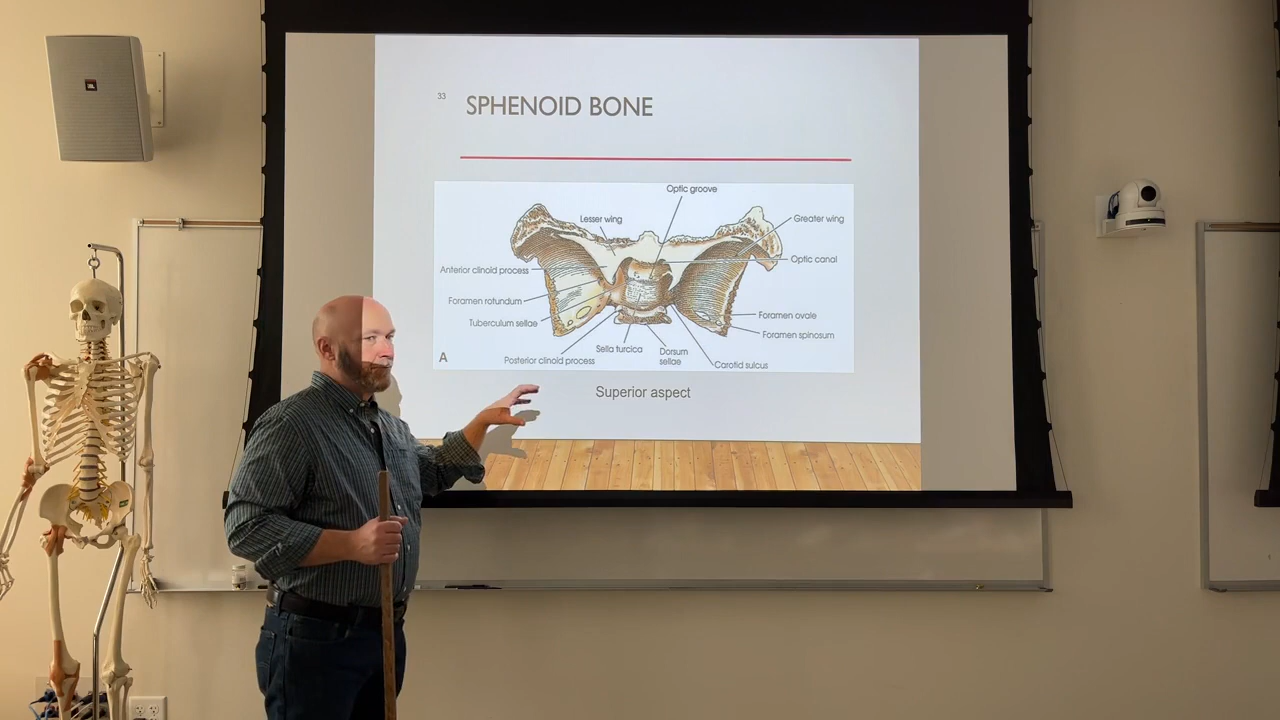 JBL
33
SPHENOID BONE
Optic groove
Lesser wing
Greater wing
Optic canal
Anterior clinoid process
Foramen rotundum
Tuberculum sellae
Foramen ovale
Foramen spinosum
Posterior clinoid process
Sella turcica
Dorsum
sellae
Carotid sulcus
A
Superior aspect